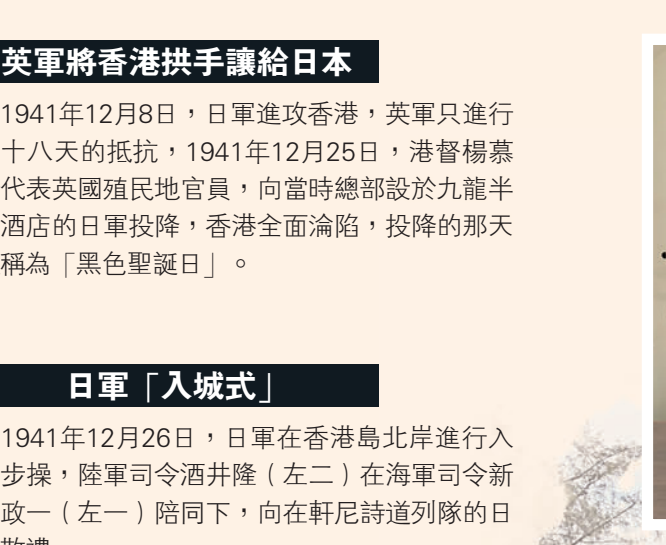 英軍將香港拱手讓給日本
1941年12月8日，日軍進攻香港，英軍只進行
十八天的抵抗，1941年12月25日，港督楊慕
代表英國殖民地官員，向當時總部設於九龍半
酒店的日軍投降，香港全面淪陷，投降的那天
稱為「黑色聖誕日」。
日軍「入城式」
1941年12月26日，日軍在香港島北岸進行入
步操，陸軍司令酒井隆（左二）在海軍司令新
政一（左一）陪同下，向在軒尼詩道列隊的日